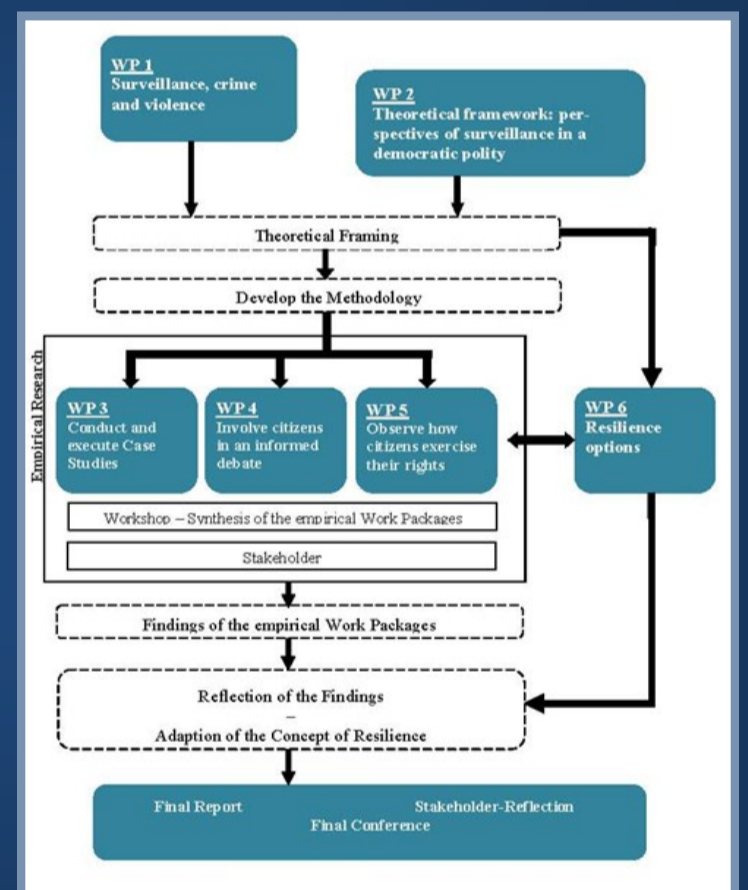 WP 1
Surveillance, crime
and violence
WP 2
Theoretical framework: per-
spectives of surveillance in a
democratic polity
Theoretical Framing
Develop the Methodology
Empirical Research
WP 3
Conduct and
execute Case
Studies
WP 4
Involve citizens
in an informed
debate
WP 5
Observe how
citizens exercise
their rights
WP 6
Resilience
options
Workshop – Synthesis of the empirical Work Packages
Stakeholder
Findings of the empirical Work Packages
Reflection of the Findings
–
Adaption of the Concept of Resilience
Final Report
Stakeholder-Reflection
Final Conference